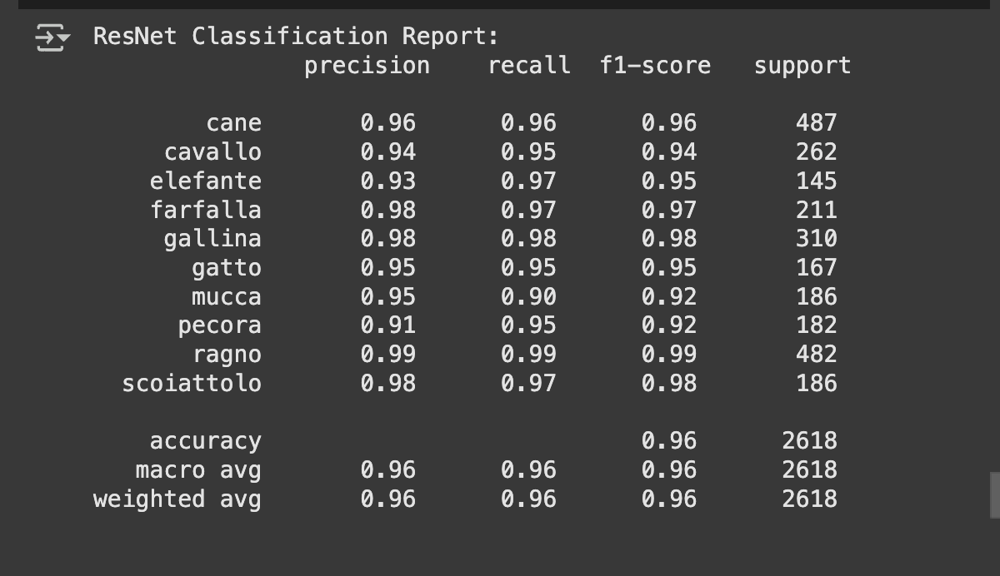 ResNet Classification Report:
precision recall f1-score support
cane 0.96 0.96 0.96 487
cavallo 0.94 0.95 0.94 262
elefante 0.93 0.97 0.95 145
farfalla 0.98 0.97 0.97 211
gallina 0.98 0.98 0.98 310
gatto 0.95 0.95 0.95 167
mucca 0.95 0.90 0.92 186
pecora 0.91 0.95 0.92 182
ragno 0.99 0.99 0.99 482
scoiattolo 0.98 0.97 0.98 186
accuracy 0.96 2618
macro avg 0.96 0.96 0.96 2618
weighted avg 0.96 0.96 0.96 2618